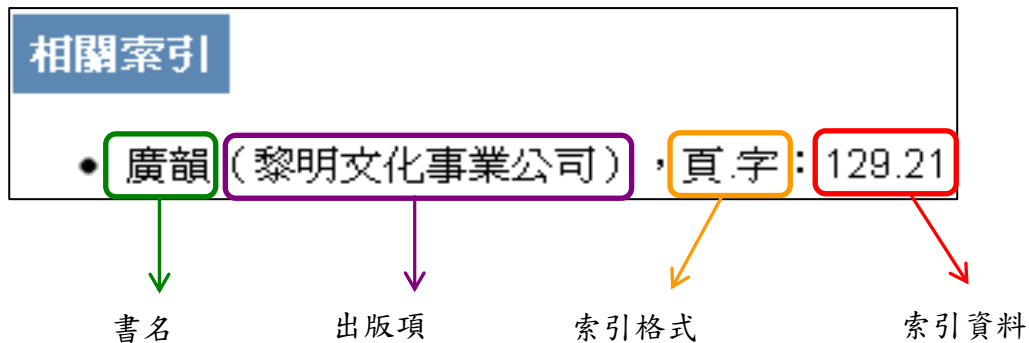 相關索引
• 廣韻（黎明文化事業公司），頁.字：129.21
書名 出版項 索引格式 索引資料